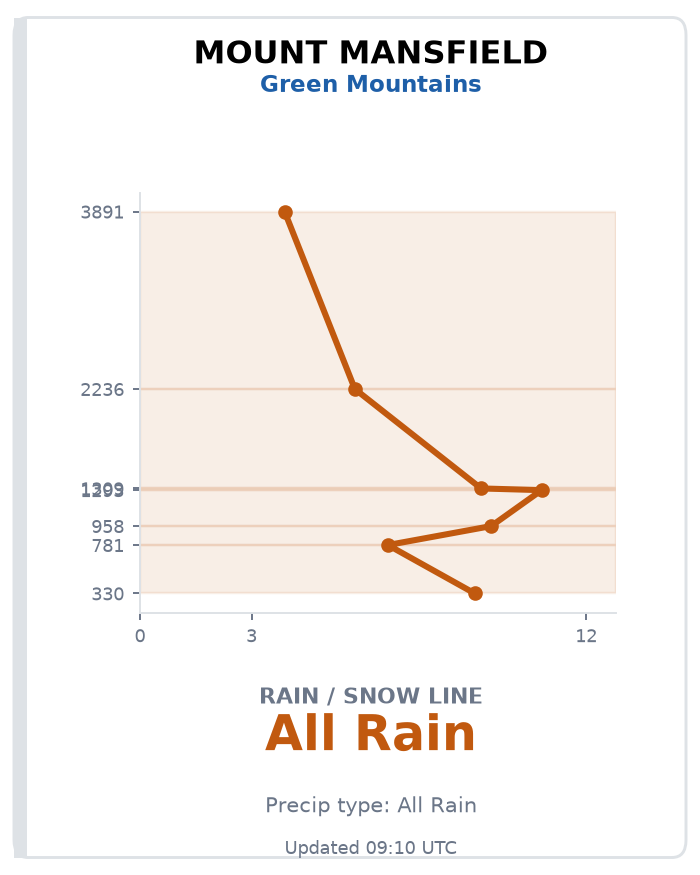 MOUNT MANSFIELD
Green Mountains
3891
2236
958
781
330
0 3 12
RAIN / SNOW LINE
All Rain
Precip type: All Rain
Updated 09:10 UTC